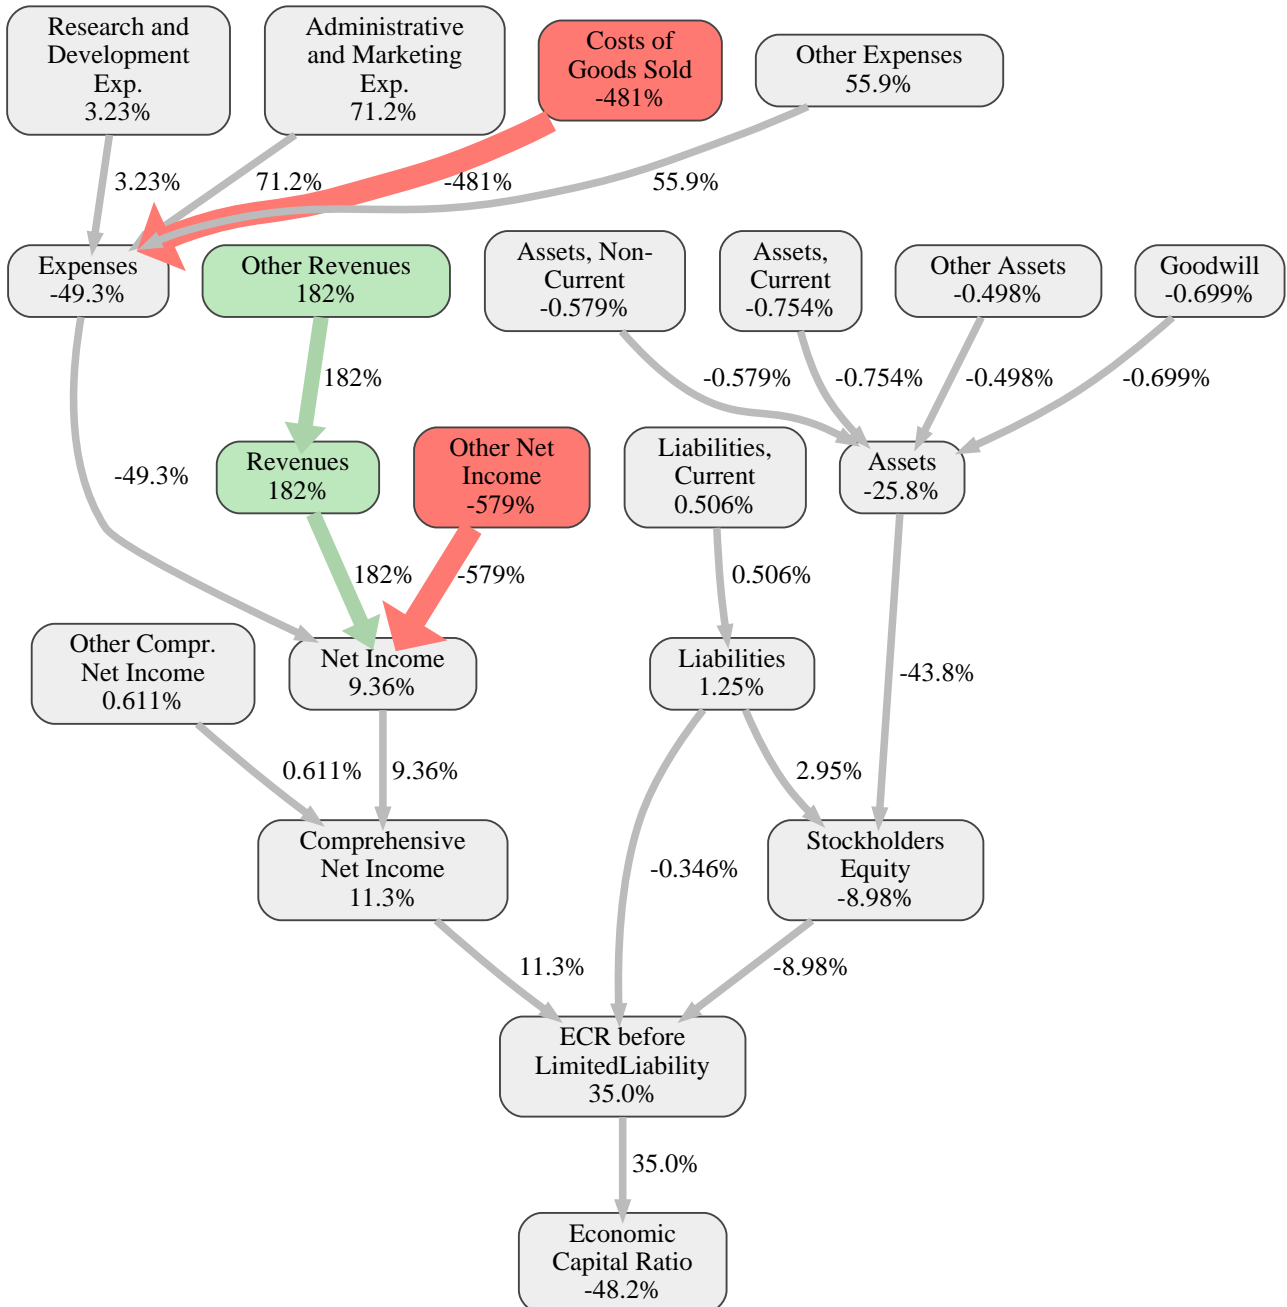 Research and
Development
Exp.
3.23%
Administrative
and Marketing
Exp.
71.2%
Costs of
Goods Sold
-481%
Other Expenses
55.9%
3.23%
71.2%
-481%
55.9%
Expenses
-49.3%
Other Revenues
182%
Assets, Non-
Current
-0.579%
Assets,
Current
-0.754%
Other Assets
-0.498%
Goodwill
-0.699%
182%
-0.579%
-0.754%
-0.498%
-0.699%
-49.3%
Revenues
182%
Other Net
Income
-579%
Liabilities,
Current
0.506%
Assets
-25.8%
182%
-579%
0.506%
Other Compr.
Net Income
0.611%
Net Income
9.36%
Liabilities
1.25%
-43.8%
0.611%
9.36%
2.95%
Comprehensive
Net Income
11.3%
-0.346%
Stockholders
Equity
-8.98%
11.3%
-8.98%
ECR before
LimitedLiability
35.0%
35.0%
Economic
Capital Ratio
-48.2%